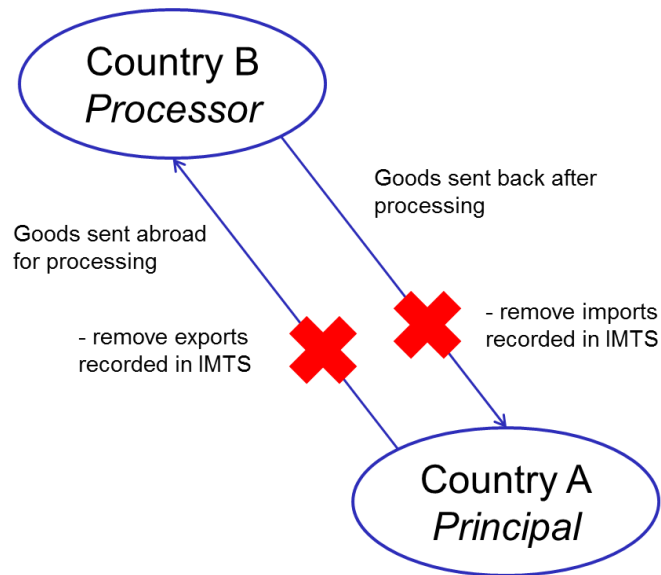 Country B
Processor
Goods sent back after
processing
Goods sent abroad
for processing
- remove exports
recorded in IMTS
- remove imports
recorded in IMTS
Country A
Principal